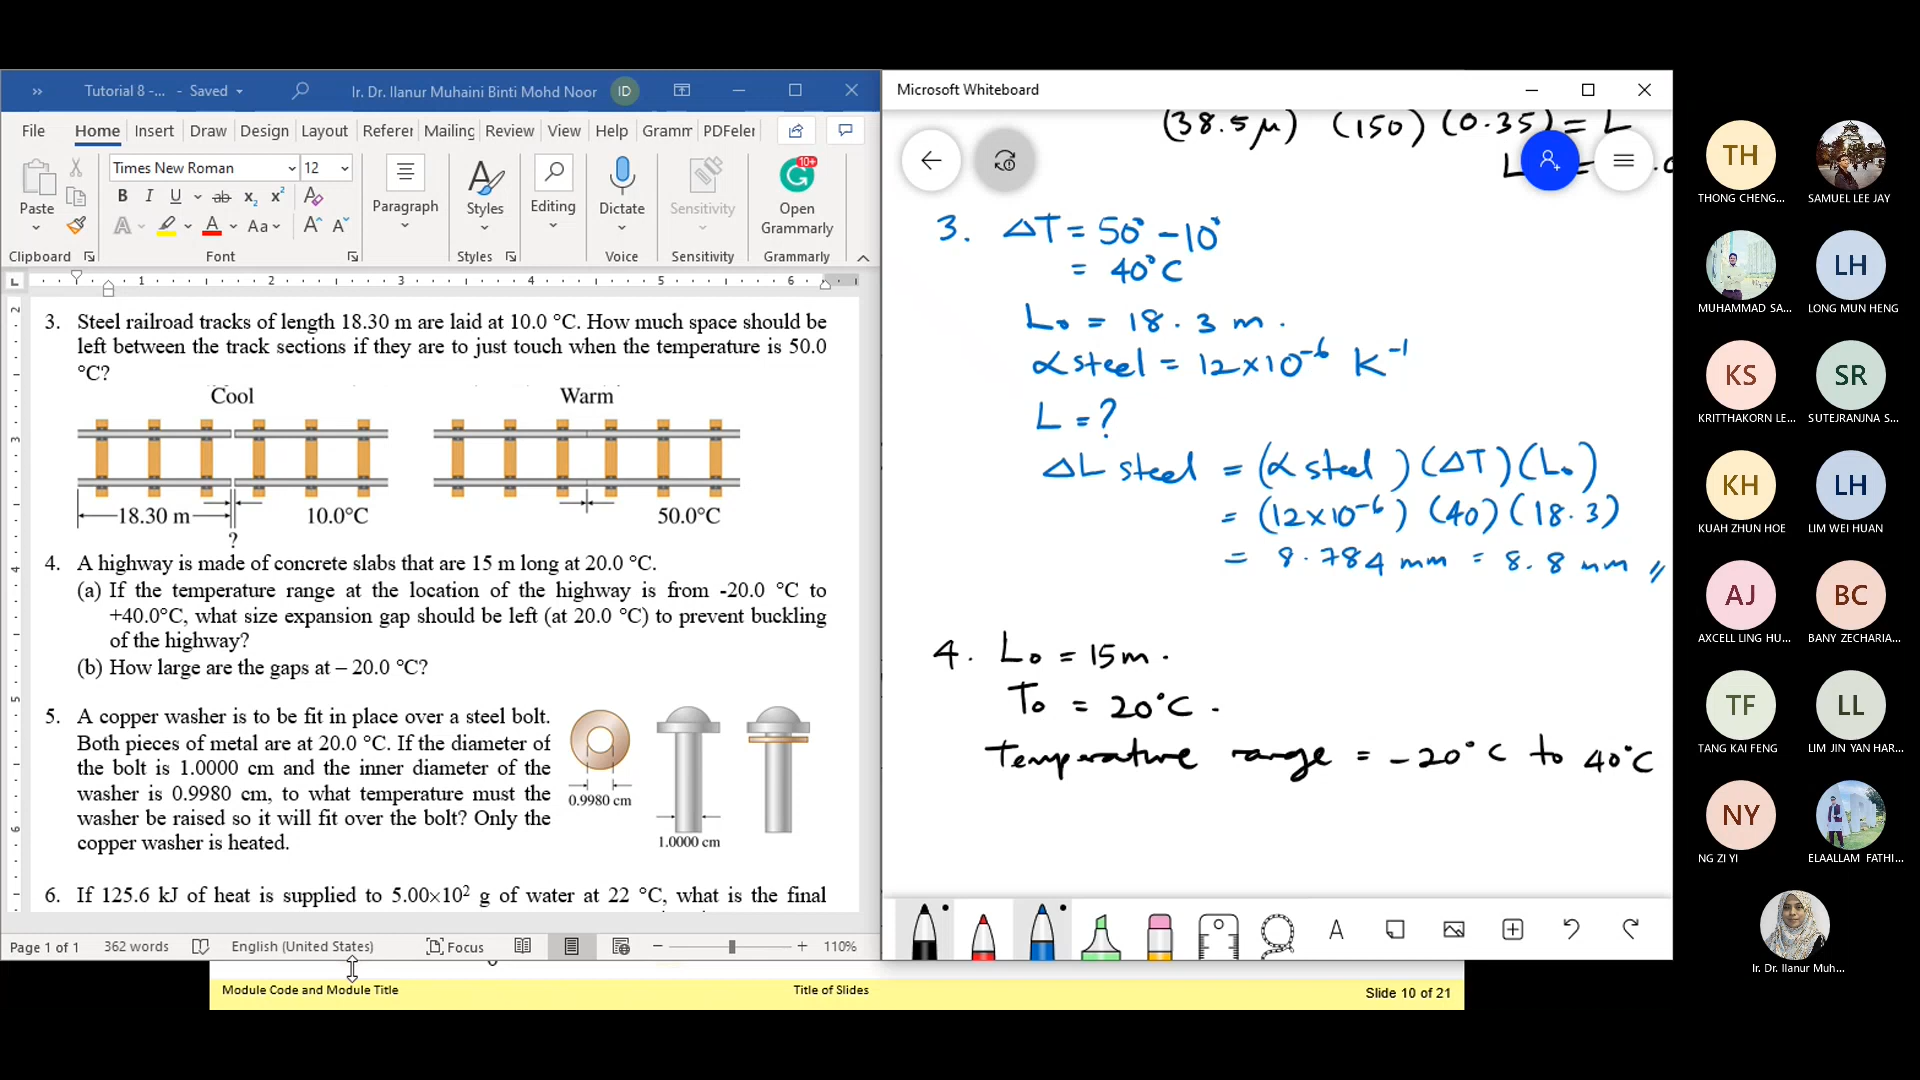 Tutorial 8 -... - Saved
Ir. Dr. Ilanur Muhaini Binti Mohd Noor
ID
File Home Insert Draw Design Layout Referer Mailing Review View Help Gramm PDFeler
Times New Roman 12
Paste
Paragraph
Styles
Editing
Dictate
Sensitivity
Open
Grammarly
10+
Clipboard Font Styles Voice Sensitivity Grammarly
1 2 3 4 5 6
3. Steel railroad tracks of length 18.30 m are laid at 10.0 °C. How much space should be
left between the track sections if they are to just touch when the temperature is 50.0
°C?
Cool Warm
18.30 m 10.0°C 50.0°C
?
4. A highway is made of concrete slabs that are 15 m long at 20.0 °C.
(a) If the temperature range at the location of the highway is from -20.0 °C to
+40.0°C, what size expansion gap should be left (at 20.0 °C) to prevent buckling
of the highway?
(b) How large are the gaps at – 20.0 °C?
5. A copper washer is to be fit in place over a steel bolt.
Both pieces of metal are at 20.0 °C. If the diameter of
the bolt is 1.0000 cm and the inner diameter of the
washer is 0.9980 cm, to what temperature must the
washer be raised so it will fit over the bolt? Only the
copper washer is heated.
0.9980 cm
1.0000 cm
6. If 125.6 kJ of heat is supplied to 5.00×10² g of water at 22 °C, what is the final
Page 1 of 1 362 words English (United States) Focus 110%
Module Code and Module Title Title of Slides Slide 10 of 21
Microsoft Whiteboard
(38.5μ) (150) (0.35) = L
3. ΔT = 50° - 10°
= 40°C
L₀ = 18.3 m.
α steel = 12×10⁻⁶ K⁻¹
L = ?
ΔL steel = (α steel) (ΔT) (L₀)
= (12×10⁻⁶) (40) (18.3)
= 8.784 mm = 8.8 mm //
4. L₀ = 15m.
T₀ = 20°C.
Temperature range = -20°C to 40°C
TH
THONG CHENG...
SAMUEL LEE JAY
MUHAMMAD SA...
LH
LONG MUN HENG
KS
KRITTHAKORN LE...
SR
SUTEJRANJNA S...
KH
KUAH ZHUN HOE
LH
LIM WEI HUAN
AJ
AXCELL LING HU...
BC
BANY ZECHARIA...
TF
TANG KAI FENG
LL
LIM JIN YAN HAR...
NY
NG ZI YI
ELAALLAM FATHI...
Ir. Dr. Ilanur Muh...